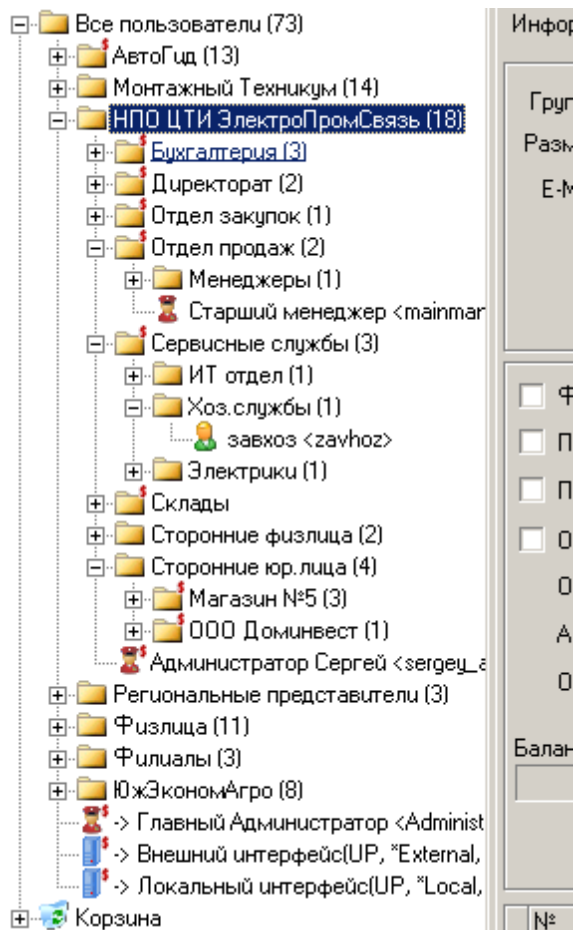 Все пользователи (73)
АвтоГид (13)
Монтажный Техникум (14)
НПО ЦТИ ЭлектроПромСвязь (18)
Бухгалтерия (3)
Директорат (2)
Отдел закупок (1)
Отдел продаж (2)
Менеджеры (1)
Старший менеджер <mainmar
Сервисные службы (3)
ИТ отдел (1)
Хоз.службы (1)
завхоз <zavhoz>
Электрики (1)
Склады
Сторонние физлица (2)
Сторонние юр.лица (4)
Магазин №5 (3)
ООО Доминвест (1)
Администратор Сергей <sergey_a
Региональные представители (3)
Физлица (11)
Филиалы (3)
ЮжЭкономАгро (8)
-> Главный Администратор <Administ
-> Внешний интерфейс(UP, *External,
-> Локальный интерфейс(UP, *Local,
Корзина
Инфор
Груп
Разм
E-M
Ф
П
П
О
О
А
О
Балан
№